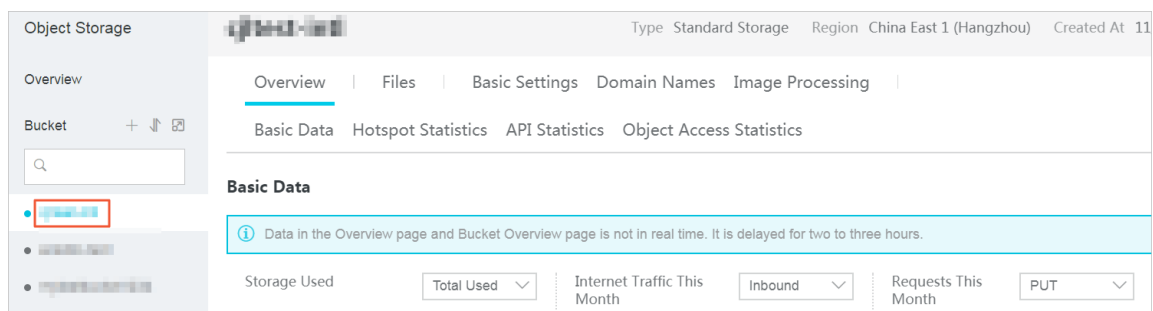 Object Storage
Type Standard Storage Region China East 1 (Hangzhou) Created At 11
Overview
Overview Files Basic Settings Domain Names Image Processing
Bucket
Basic Data Hotspot Statistics API Statistics Object Access Statistics
Basic Data
Data in the Overview page and Bucket Overview page is not in real time. It is delayed for two to three hours.
Storage Used Total Used Internet Traffic This Month Inbound Requests This Month PUT